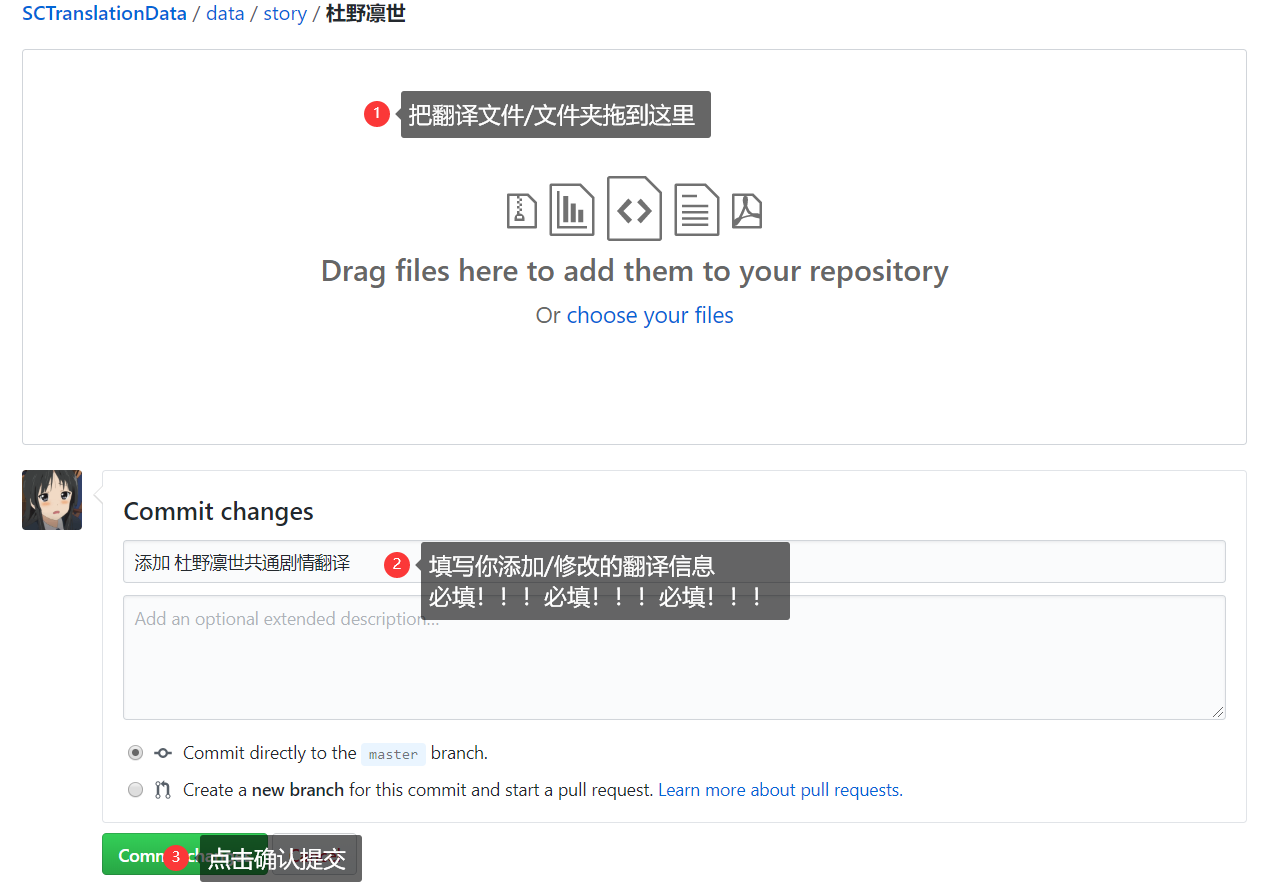 SCTranslationData / data / story / 杜野凛世
1 把翻译文件/文件夹拖到这里
Drag files here to add them to your repository
Or choose your files
Commit changes
添加 杜野凛世共通剧情翻译
2 填写你添加/修改的翻译信息
必填！！！必填！！！必填！！！
Add an optional extended description...
Commit directly to the master branch.
Create a new branch for this commit and start a pull request. Learn more about pull requests.
3 点击确认提交